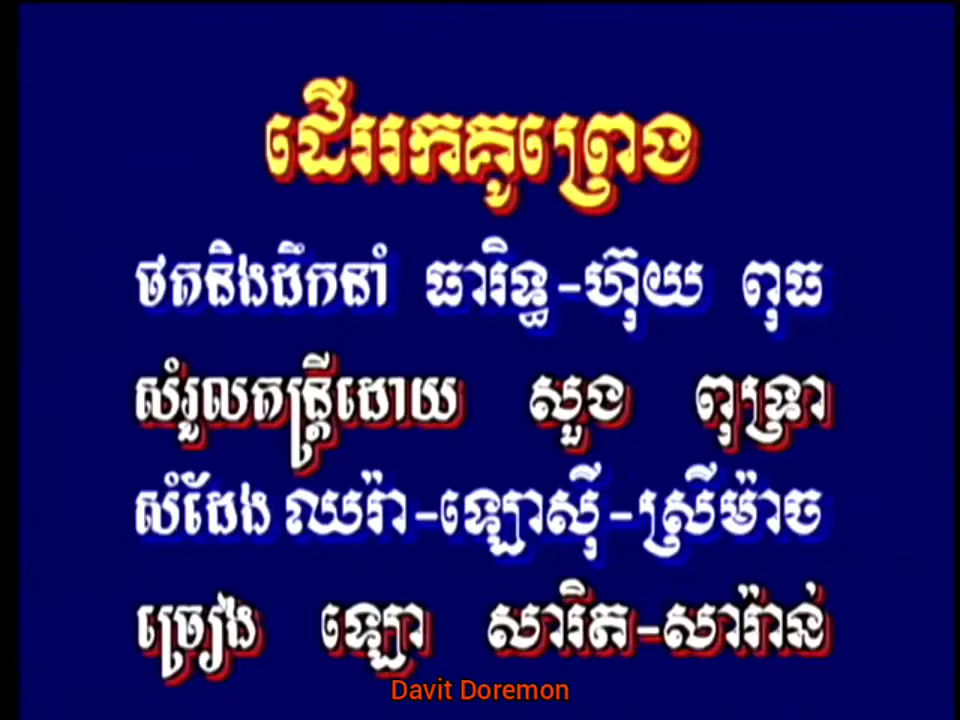 ដើររកគូព្រេង
ថតនិងដឹកនាំ ធារិទ្ធ-ហ៊ុយ ពុធ
សំរួលតន្ត្រីដោយ សួង ពុទ្រា
សំដែង ឈរ៉ា-ឡោស៊ី-ស្រីម៉ាច
ច្រៀង ឡោ សារិត-សារ៉ាន់
Davit Doremon